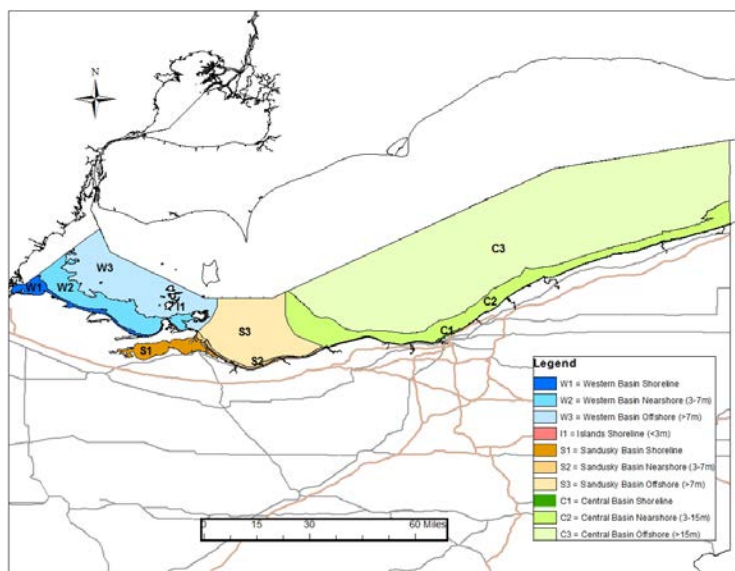 N
W3
W1
W2
I1
C3
C2
S3
C1
S1
S2
Legend
W1 = Western Basin Shoreline
W2 = Western Basin Nearshore (3-7m)
W3 = Western Basin Offshore (>7m)
I1 = Islands Shoreline (<3m)
S1 = Sandusky Basin Shoreline
S2 = Sandusky Basin Nearshore (3-7m)
S3 = Sandusky Basin Offshore (>7m)
C1 = Central Basin Shoreline
C2 = Central Basin Nearshore (3-15m)
C3 = Central Basin Offshore (>15m)
0 15 30 60 Miles